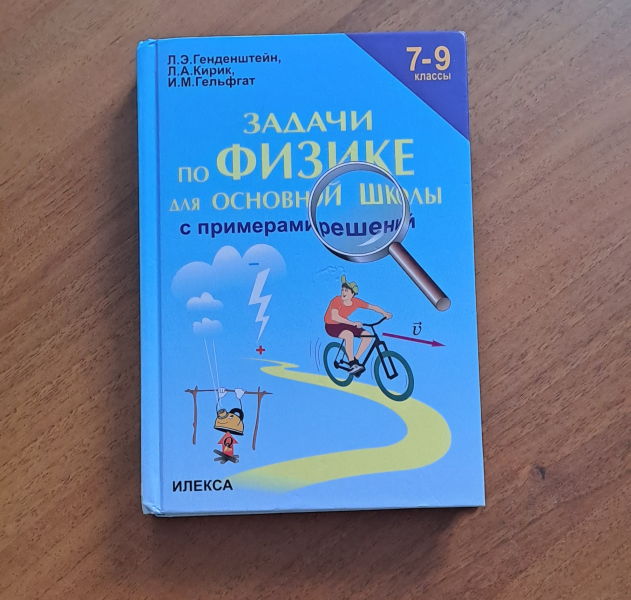 Л.Э.Генденштейн,
Л.А.Кирик,
И.М.Гельфгат
7-9
классы
ЗАДАЧИ
ПО ФИЗИКЕ
ДЛЯ ОСНОВНОЙ ШКОЛЫ
с примерами решений
−
+
v
Q
ИЛЕКСА